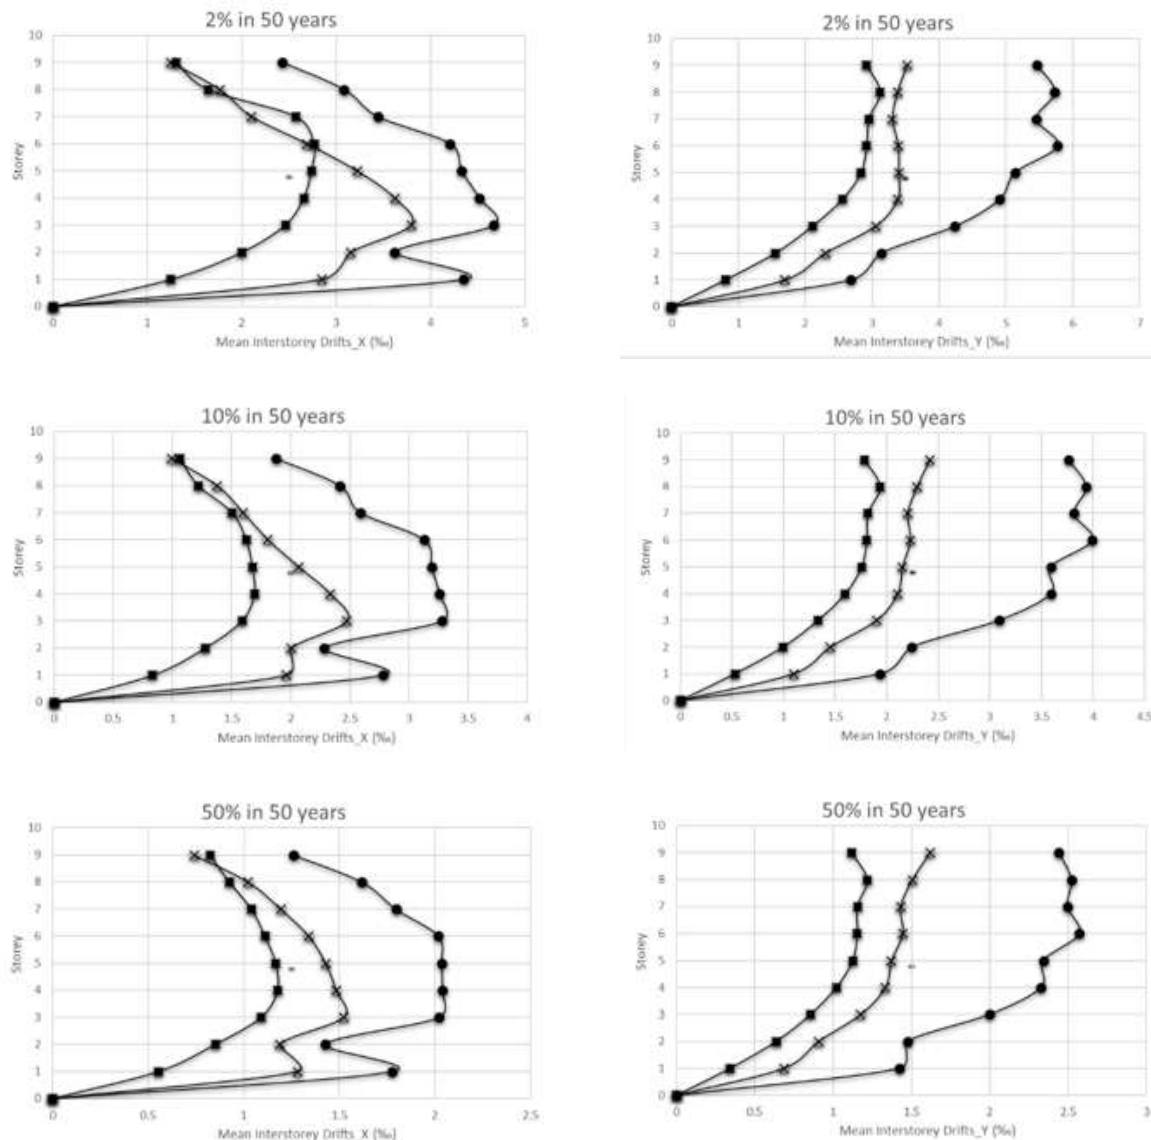 2% in 50 years
10
9
8
7
6
5
4
3
2
1
0
Storey
0 1 2 3 4 5
Mean Interstorey Drifts_X (‰)
2% in 50 years
10
9
8
7
6
5
4
3
2
1
0
Storey
0 1 2 3 4 5 6 7
Mean Interstorey Drifts_Y (‰)
10% in 50 years
10
9
8
7
6
5
4
3
2
1
0
Storey
0 0.5 1 1.5 2 2.5 3 3.5 4
Mean Interstorey Drifts_X (‰)
10% in 50 years
10
9
8
7
6
5
4
3
2
1
0
Storey
0 0.5 1 1.5 2 2.5 3 3.5 4 4.5
Mean Interstorey Drifts_Y (‰)
50% in 50 years
10
9
8
7
6
5
4
3
2
1
0
Storey
0 0.5 1 1.5 2 2.5
Mean Interstorey Drifts_X (‰)
50% in 50 years
10
9
8
7
6
5
4
3
2
1
0
Storey
0 0.5 1 1.5 2 2.5 3
Mean Interstorey Drifts_Y (‰)